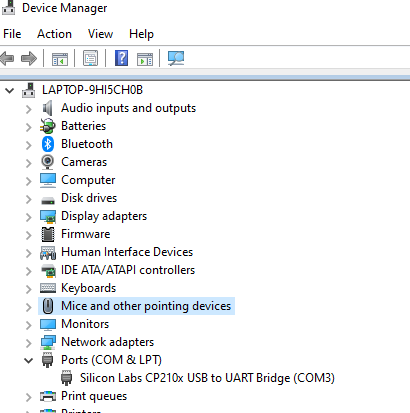 Device Manager
File Action View Help
LAPTOP-9HI5CH0B
Audio inputs and outputs
Batteries
Bluetooth
Cameras
Computer
Disk drives
Display adapters
Firmware
Human Interface Devices
IDE ATA/ATAPI controllers
Keyboards
Mice and other pointing devices
Monitors
Network adapters
Ports (COM & LPT)
Silicon Labs CP210x USB to UART Bridge (COM3)
Print queues
Printers